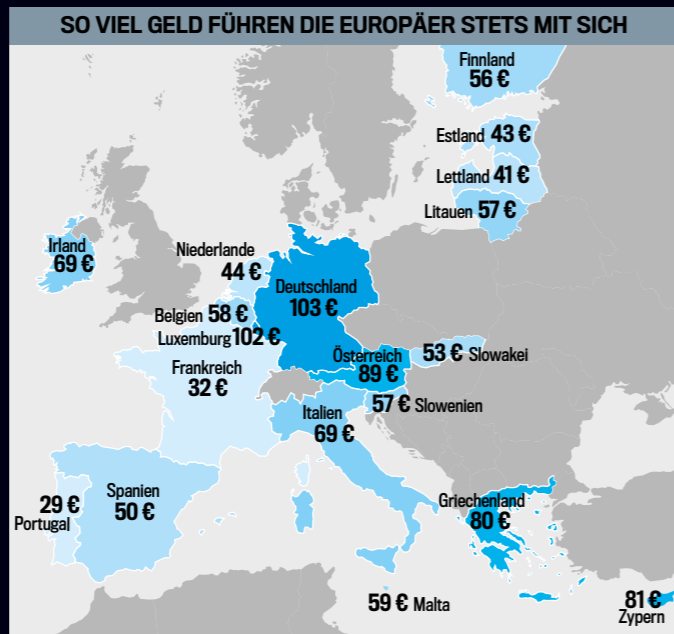 SO VIEL GELD FÜHREN DIE EUROPÄER STETS MIT SICH
Finnland
56 €
Estland 43 €
Lettland 41 €
Litauen 57 €
Irland
69 €
Niederlande
44 €
Deutschland
103 €
Belgien 58 €
Luxemburg 102 €
Österreich
89 €
53 € Slowakei
Frankreich
32 €
57 € Slowenien
Italien
69 €
Spanien
50 €
29 €
Portugal
Griechenland
80 €
59 € Malta
81 €
Zypern